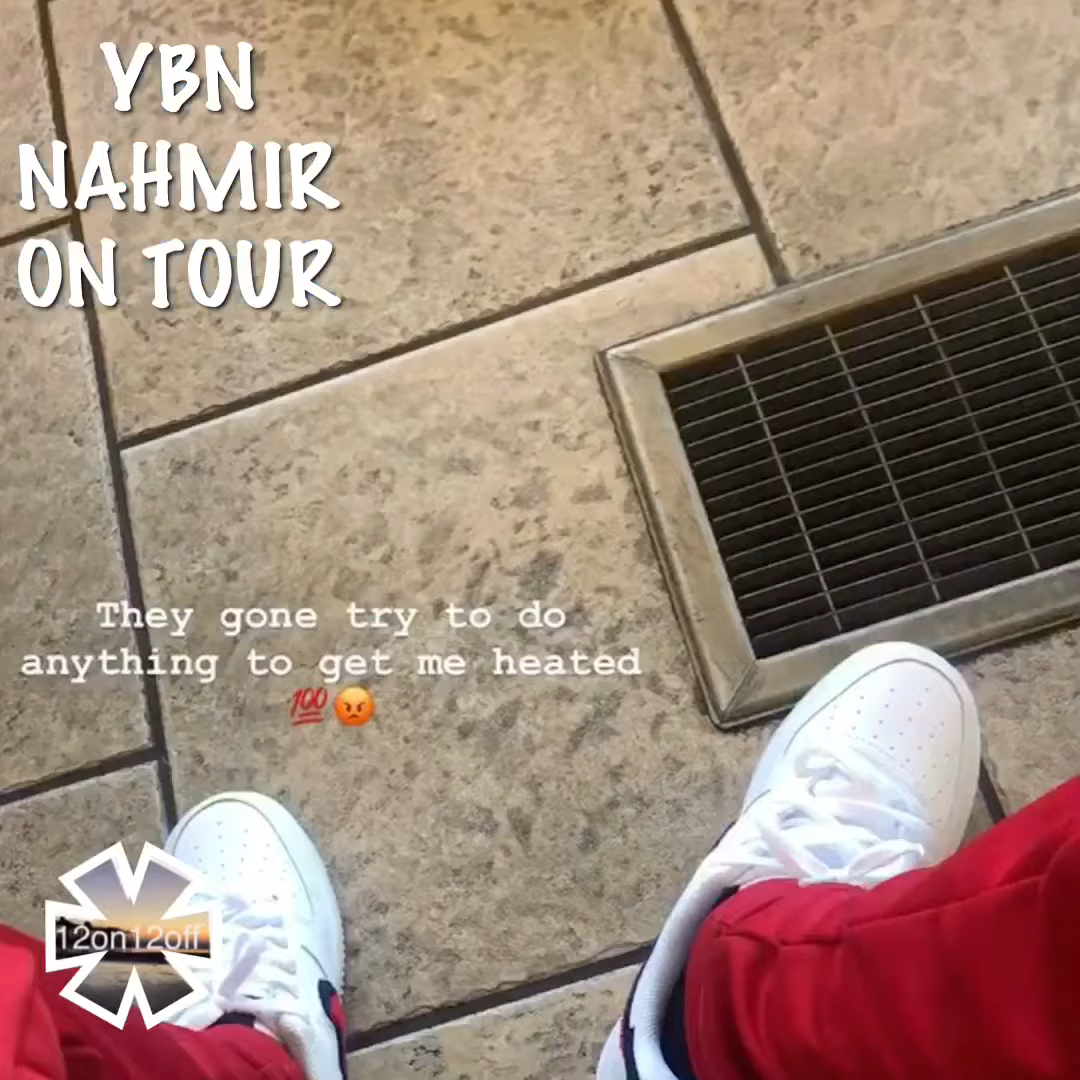 YBN
NAHMIR
ON TOUR
They gone try to do
anything to get me heated
💯😡
12on12off